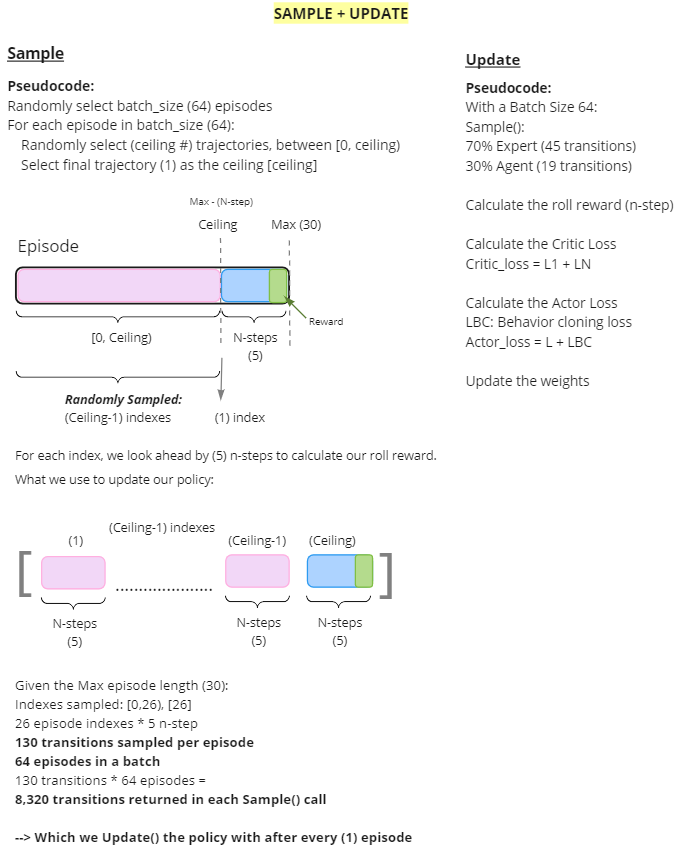 SAMPLE + UPDATE
Sample
Pseudocode:
Randomly select batch_size (64) episodes
For each episode in batch_size (64):
Randomly select (ceiling #) trajectories, between [0, ceiling)
Select final trajectory (1) as the ceiling [ceiling]
Max - (N-step)
Ceiling
Max (30)
Episode
Reward
[0, Ceiling)
N-steps
(5)
Randomly Sampled:
(Ceiling-1) indexes
(1) index
For each index, we look ahead by (5) n-steps to calculate our roll reward.
What we use to update our policy:
(Ceiling-1) indexes
(1)
(Ceiling-1)
(Ceiling)
[
....................
]
N-steps
(5)
N-steps
(5)
N-steps
(5)
Given the Max episode length (30):
Indexes sampled: [0,26), [26]
26 episode indexes * 5 n-step
130 transitions sampled per episode
64 episodes in a batch
130 transitions * 64 episodes =
8,320 transitions returned in each Sample() call
--> Which we Update() the policy with after every (1) episode
Update
Pseudocode:
With a Batch Size 64:
Sample():
70% Expert (45 transitions)
30% Agent (19 transitions)
Calculate the roll reward (n-step)
Calculate the Critic Loss
Critic_loss = L1 + LN
Calculate the Actor Loss
LBC: Behavior cloning loss
Actor_loss = L + LBC
Update the weights